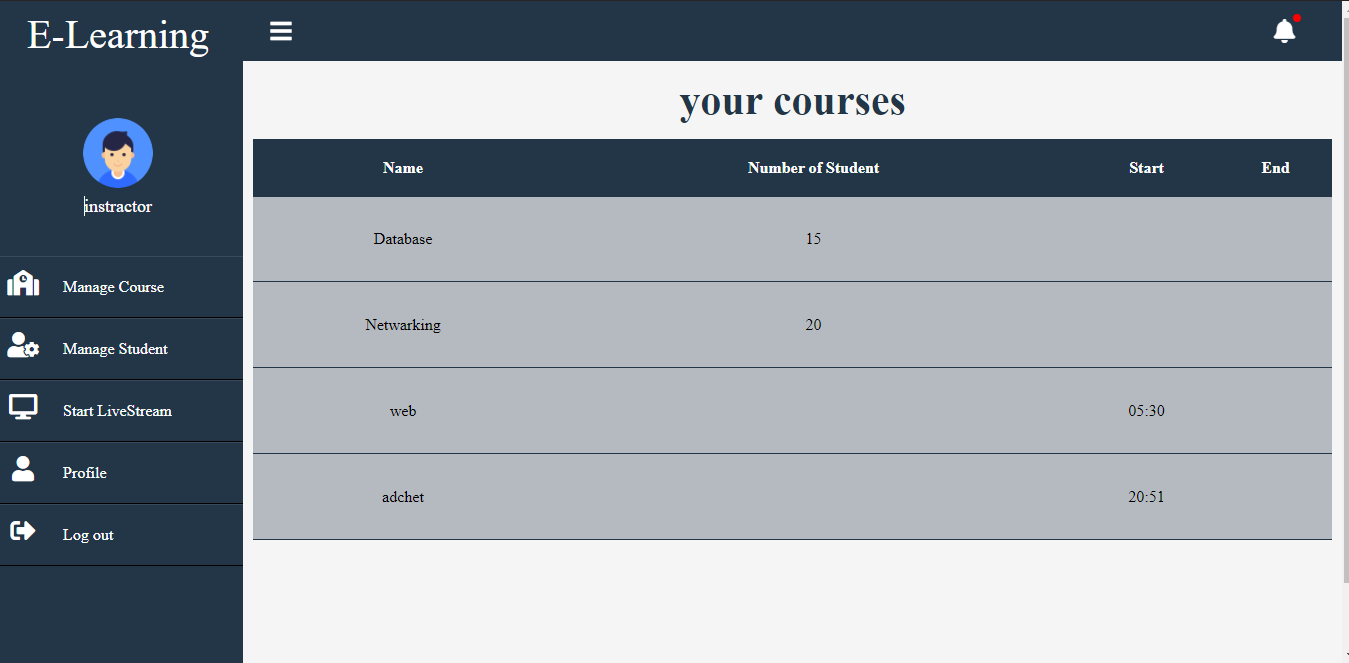 E-Learning
instractor
Manage Course
Manage Student
Start LiveStream
Profile
Log out
your courses
Name Number of Student Start End
Database 15
Netwarking 20
web 05:30
adchet 20:51